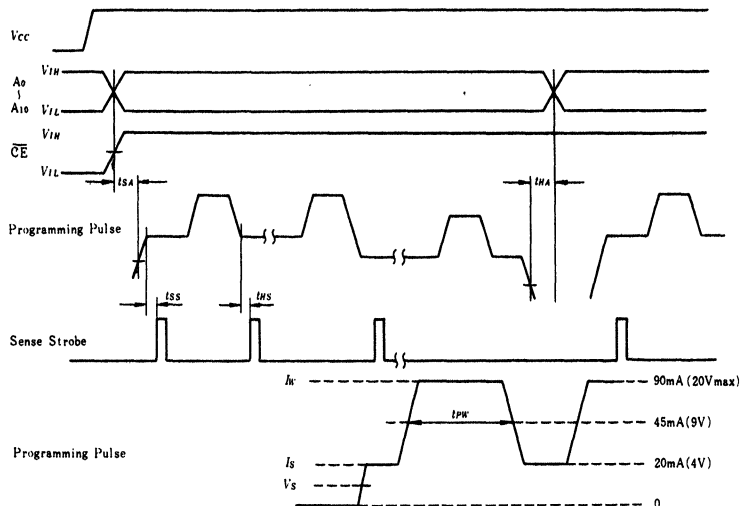 VCC
VIH
A0
≀
A10
VIL
VIH
CE
VIL
tSA
tHA
Programming Pulse
tSS
tHS
Sense Strobe
IW
90mA (20Vmax)
tPW
45mA (9V)
Programming Pulse
IS
20mA (4V)
VS
0